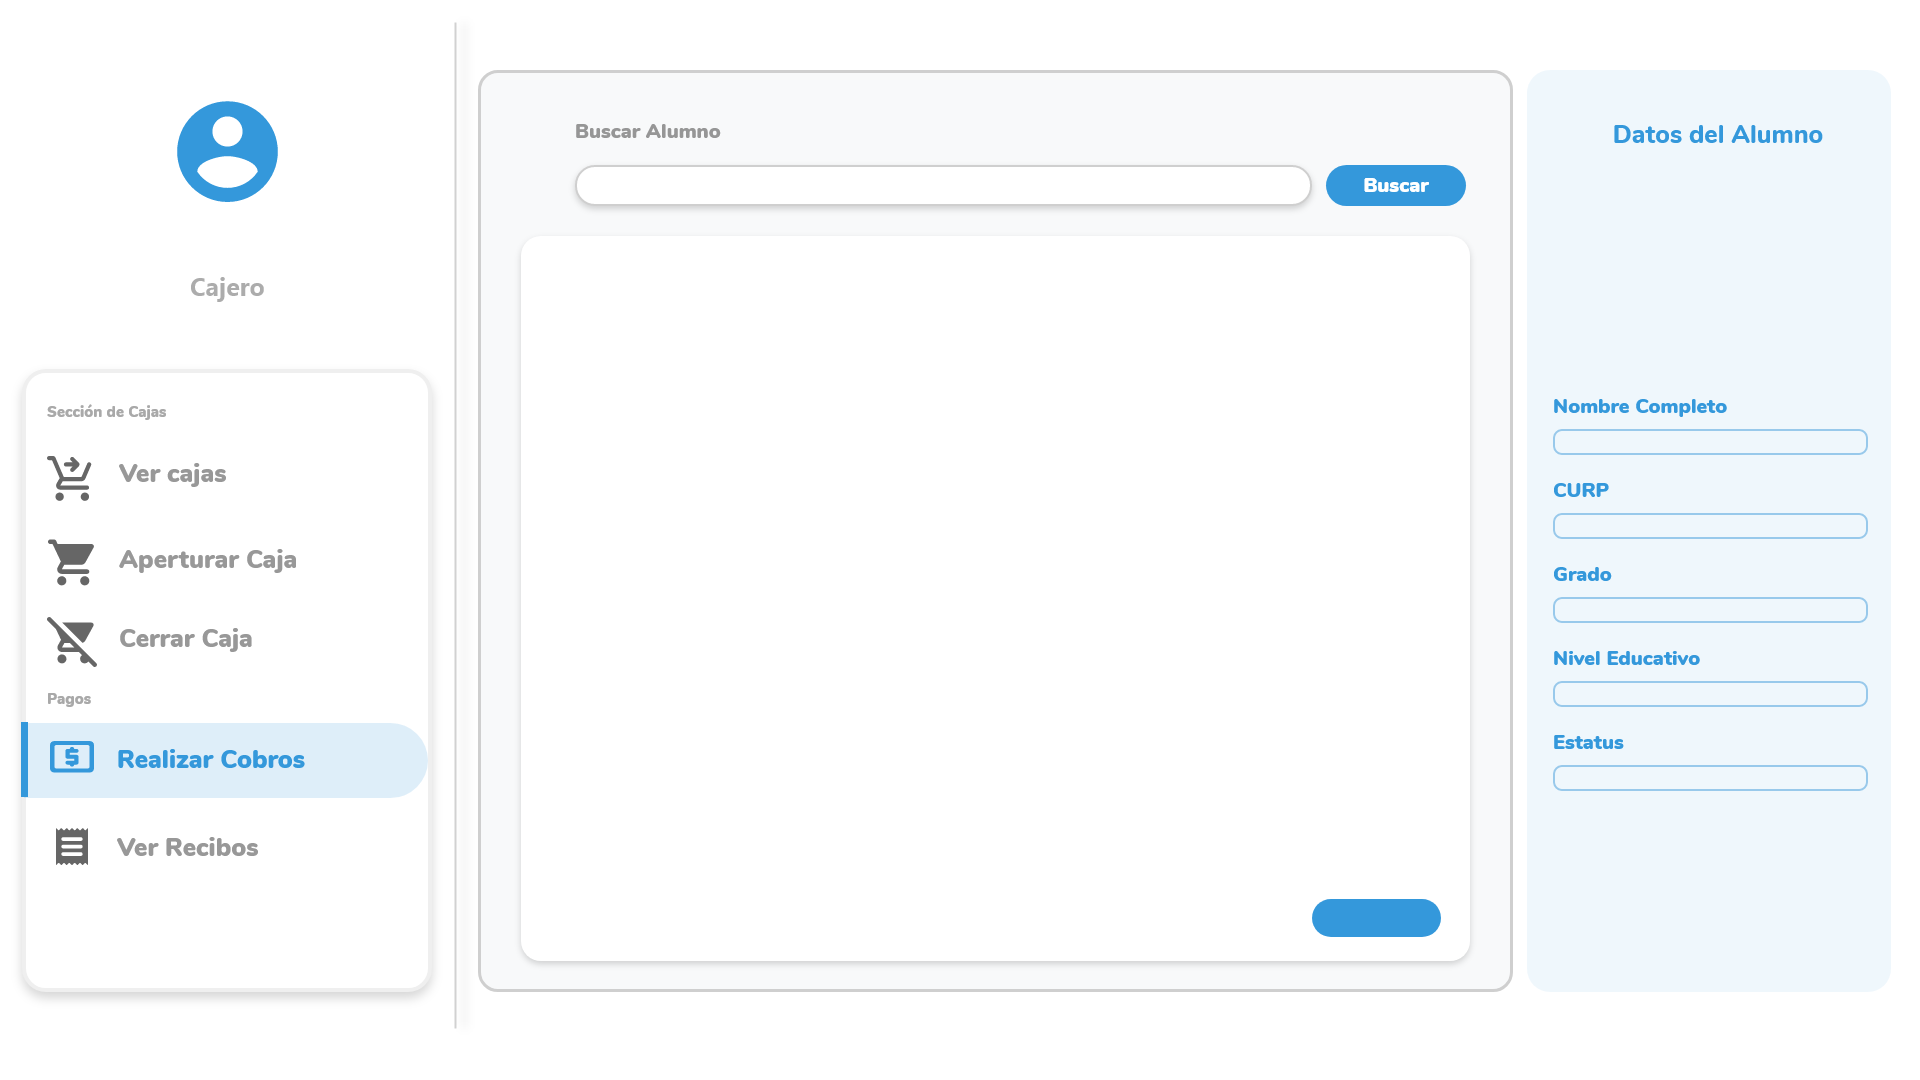 Cajero
Sección de Cajas
Ver cajas
Aperturar Caja
Cerrar Caja
Pagos
Realizar Cobros
Ver Recibos
Buscar Alumno
Buscar
Datos del Alumno
Nombre Completo
CURP
Grado
Nivel Educativo
Estatus